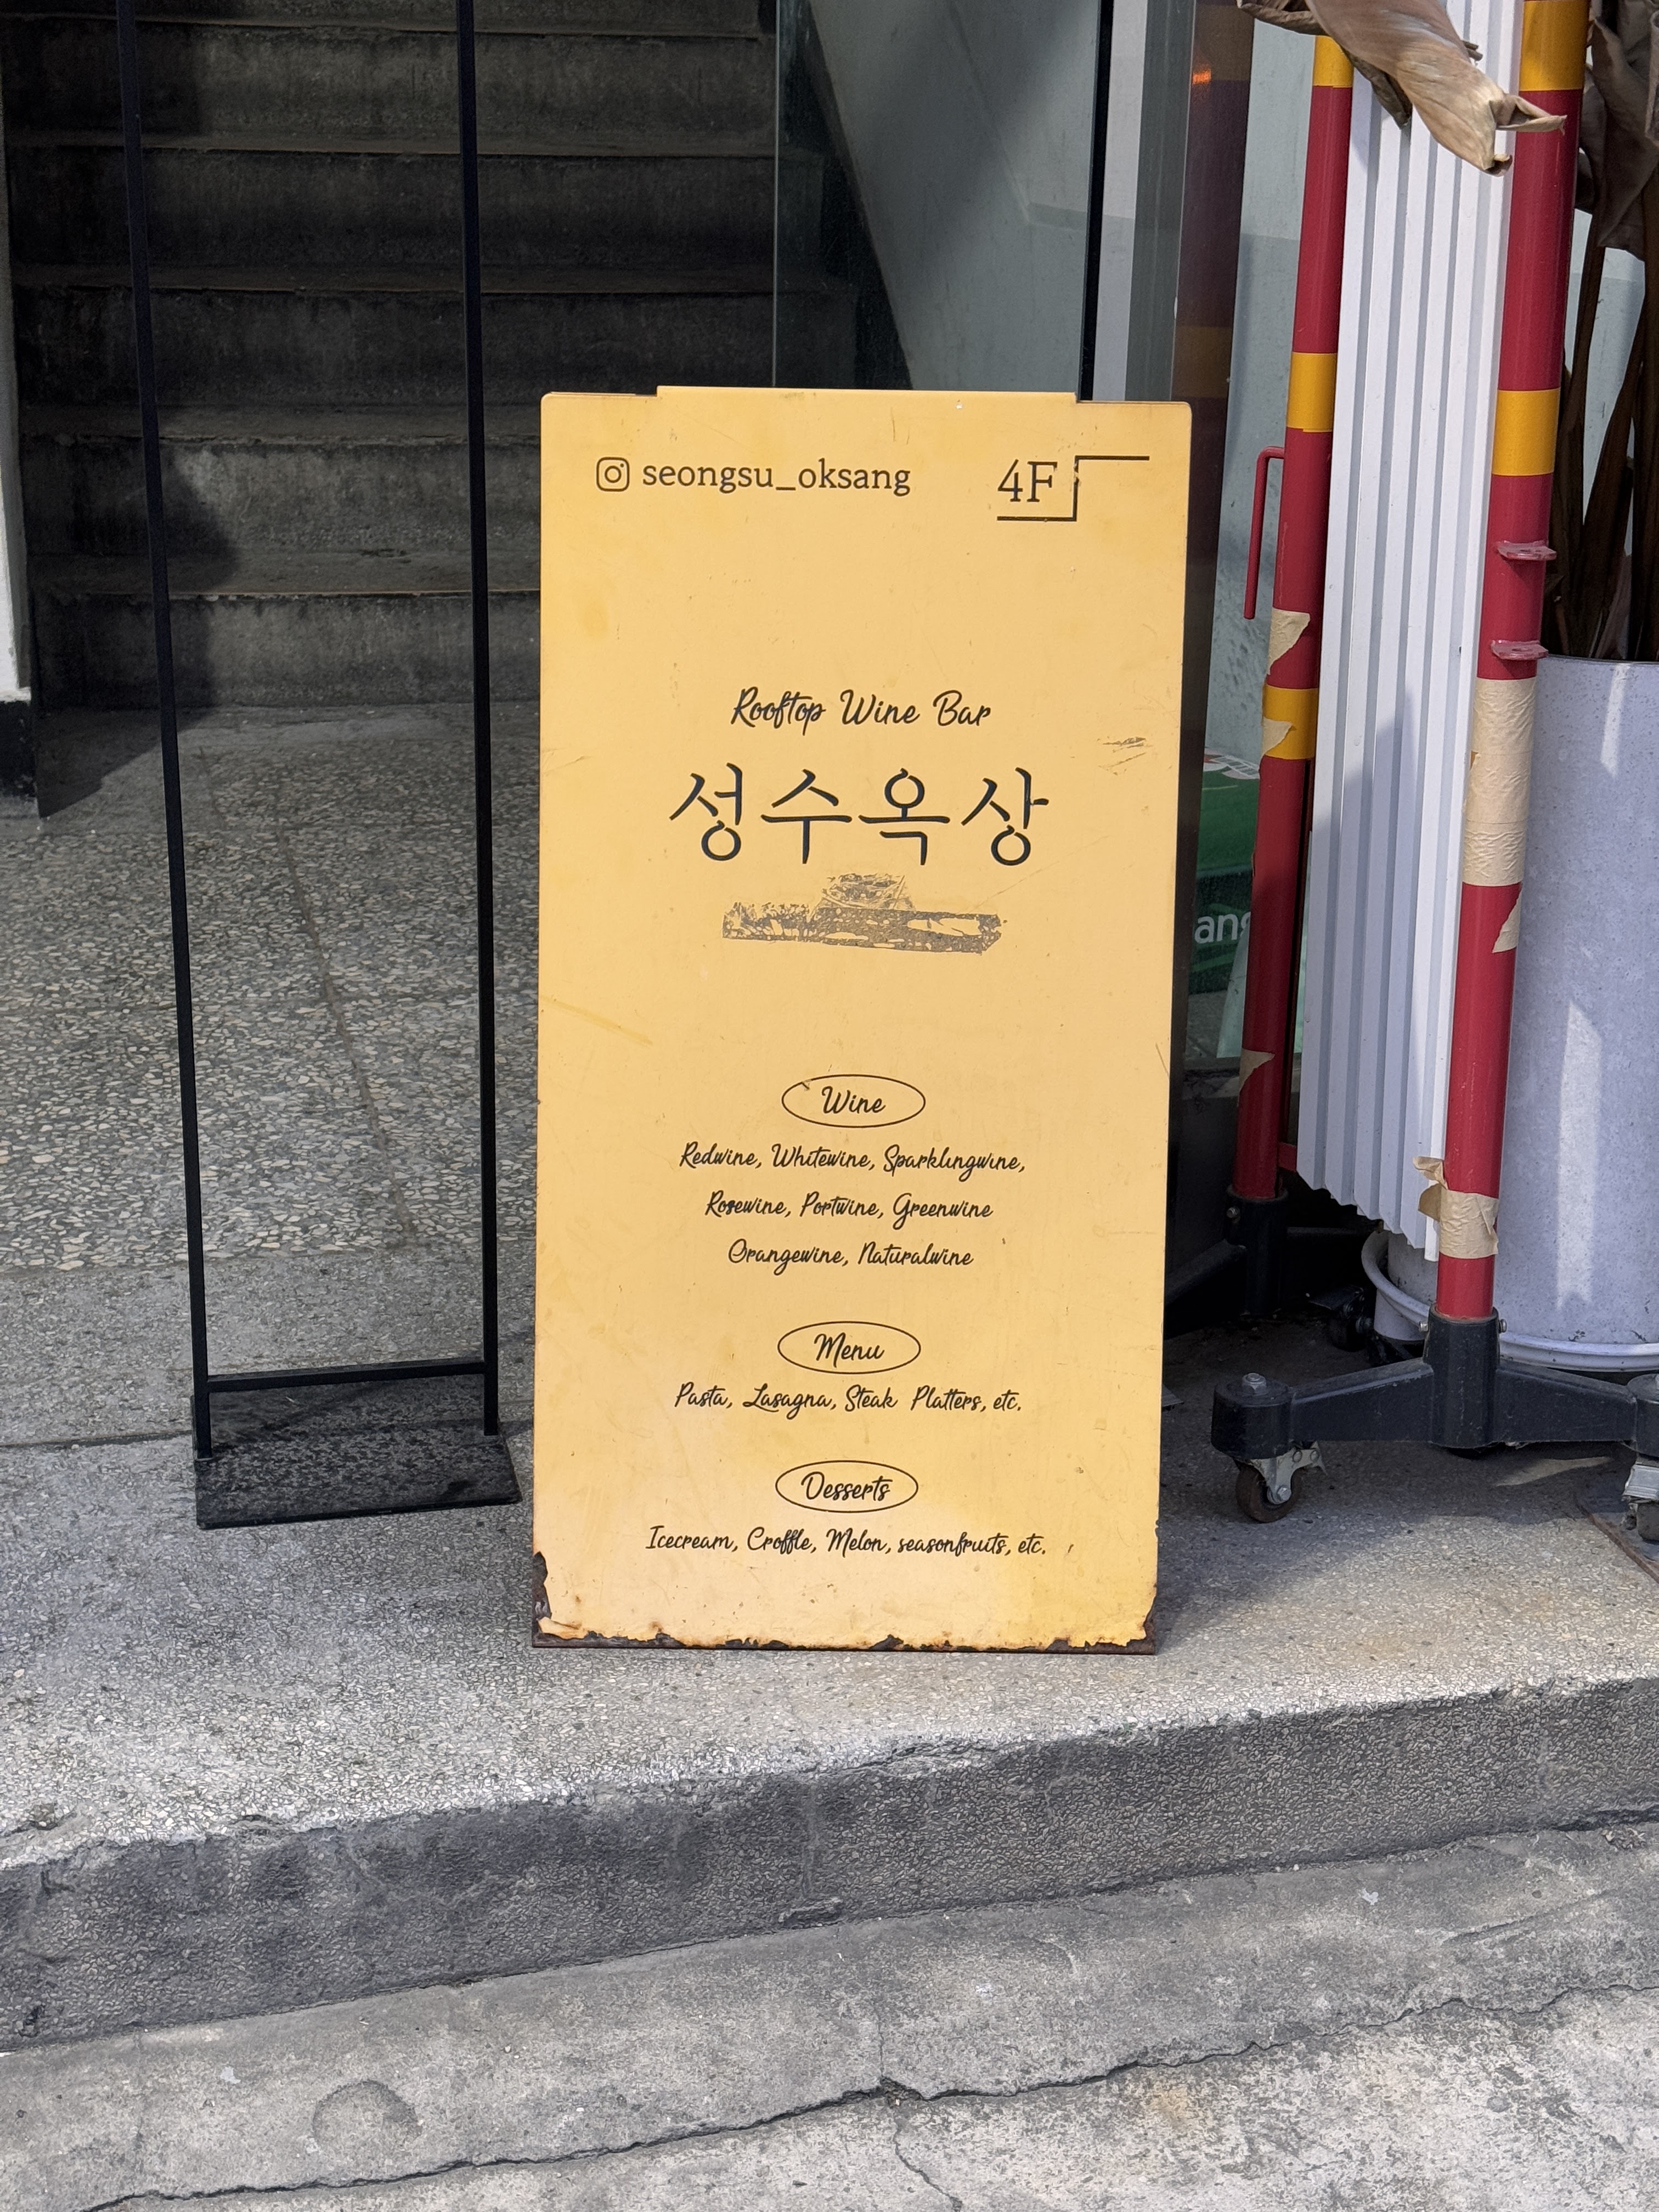 seongsu_oksang
4F
Rooftop Wine Bar
성수옥상
Wine
Redwine, Whitewine, Sparklingwine,
Rosewine, Portwine, Greenwine
Orangewine, Naturalwine
Menu
Pasta, Lasagna, Steak Platters, etc.
Desserts
Icecream, Croffle, Melon, seasonfruits, etc.